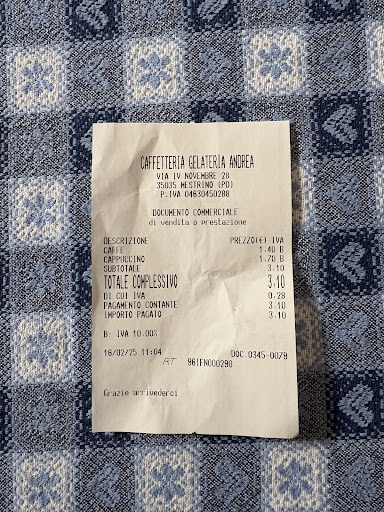 CAFFETTERIA GELATERIA ANDREA
VIA IV NOVEMBRE 28
35035 MESTRINO (PD)
P.IVA 04630450288
DOCUMENTO COMMERCIALE
di vendita o prestazione
DESCRIZIONE PREZZO(€) IVA
CAFFE 1.40 B
CAPPUCCINO 1.70 B
SUBTOTALE 3.10
TOTALE COMPLESSIVO 3.10
DI CUI IVA 0.28
PAGAMENTO CONTANTE 3.10
IMPORTO PAGATO 3.10
B: IVA 10.00%
16/02/25 11:04 DOC.0345-0079
RT 96IFN000298
Grazie arrivederci